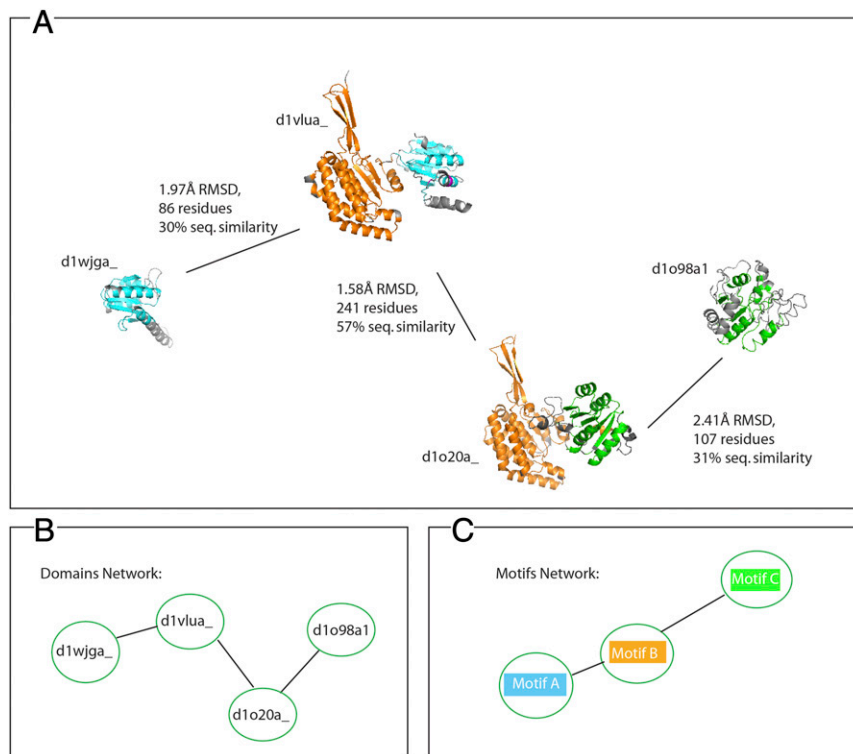 A
d1vlua_
1.97Å RMSD,
86 residues
30% seq. similarity
d1wjga_
d1o98a1
1.58Å RMSD,
241 residues
57% seq. similarity
d1o20a_
2.41Å RMSD,
107 residues
31% seq. similarity
B
Domains Network:
d1vlua_
d1o98a1
d1wjga_
d1o20a_
C
Motifs Network:
Motif C
Motif B
Motif A